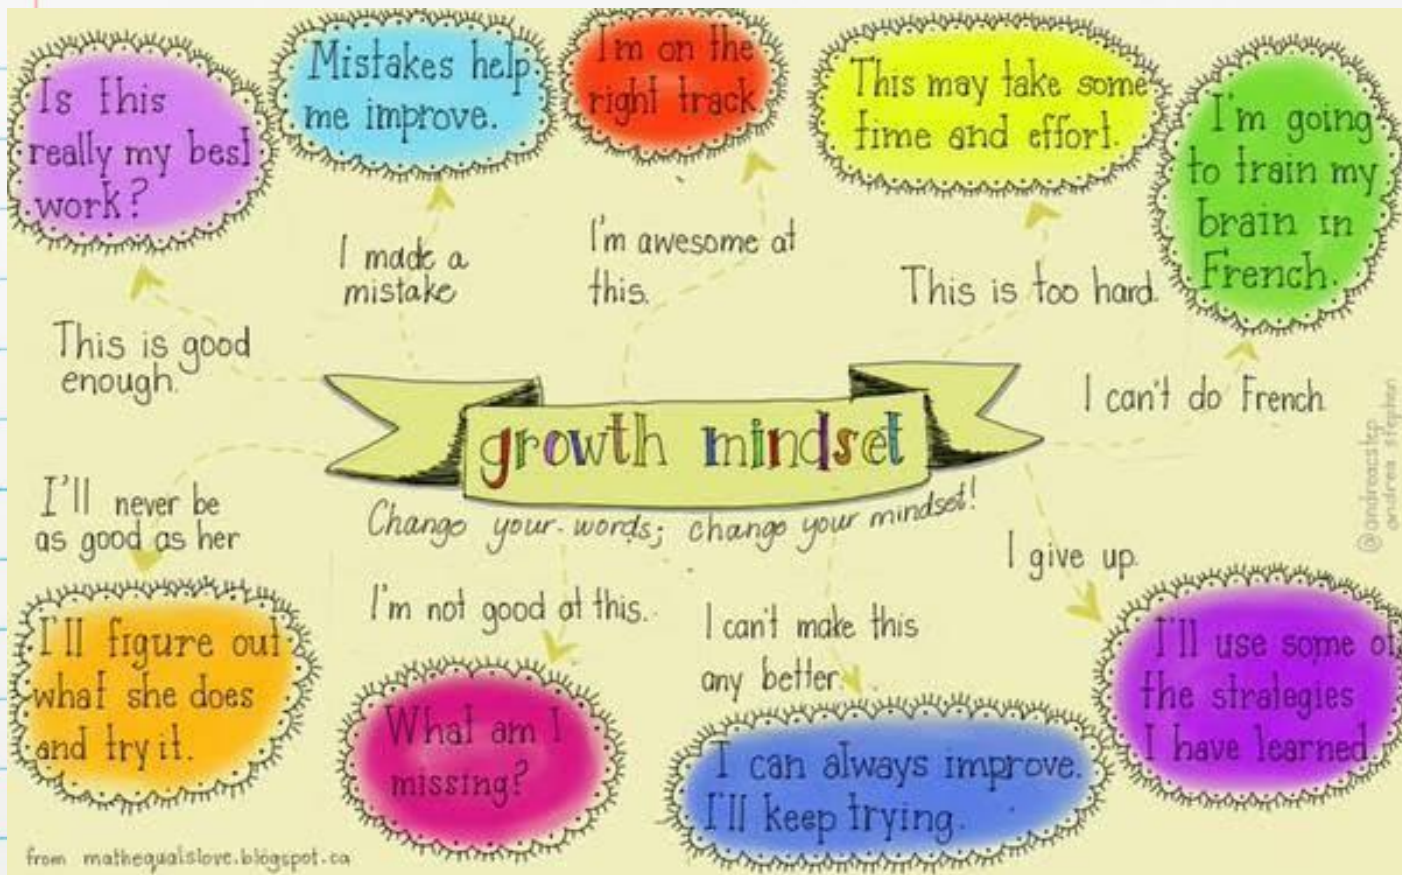 Is this
really my best
work?
This is good
enough.
Mistakes help
me improve.
I made a
mistake
I'm on the
right track.
I'm awesome at
this.
This may take some
time and effort.
This is too hard.
I'm going
to train my
brain in
French.
I can't do French
growth mindset
Change your words; change your mindset!
I'll never be
as good as her
I'll figure out
what she does
and try it.
I'm not good at this.
What am I
missing?
I can't make this
any better.
I can always improve.
I'll keep trying.
I give up.
I'll use some of
the strategies
I have learned.
@andreacstep
andrea stephan
from mathequalslove.blogspot.ca